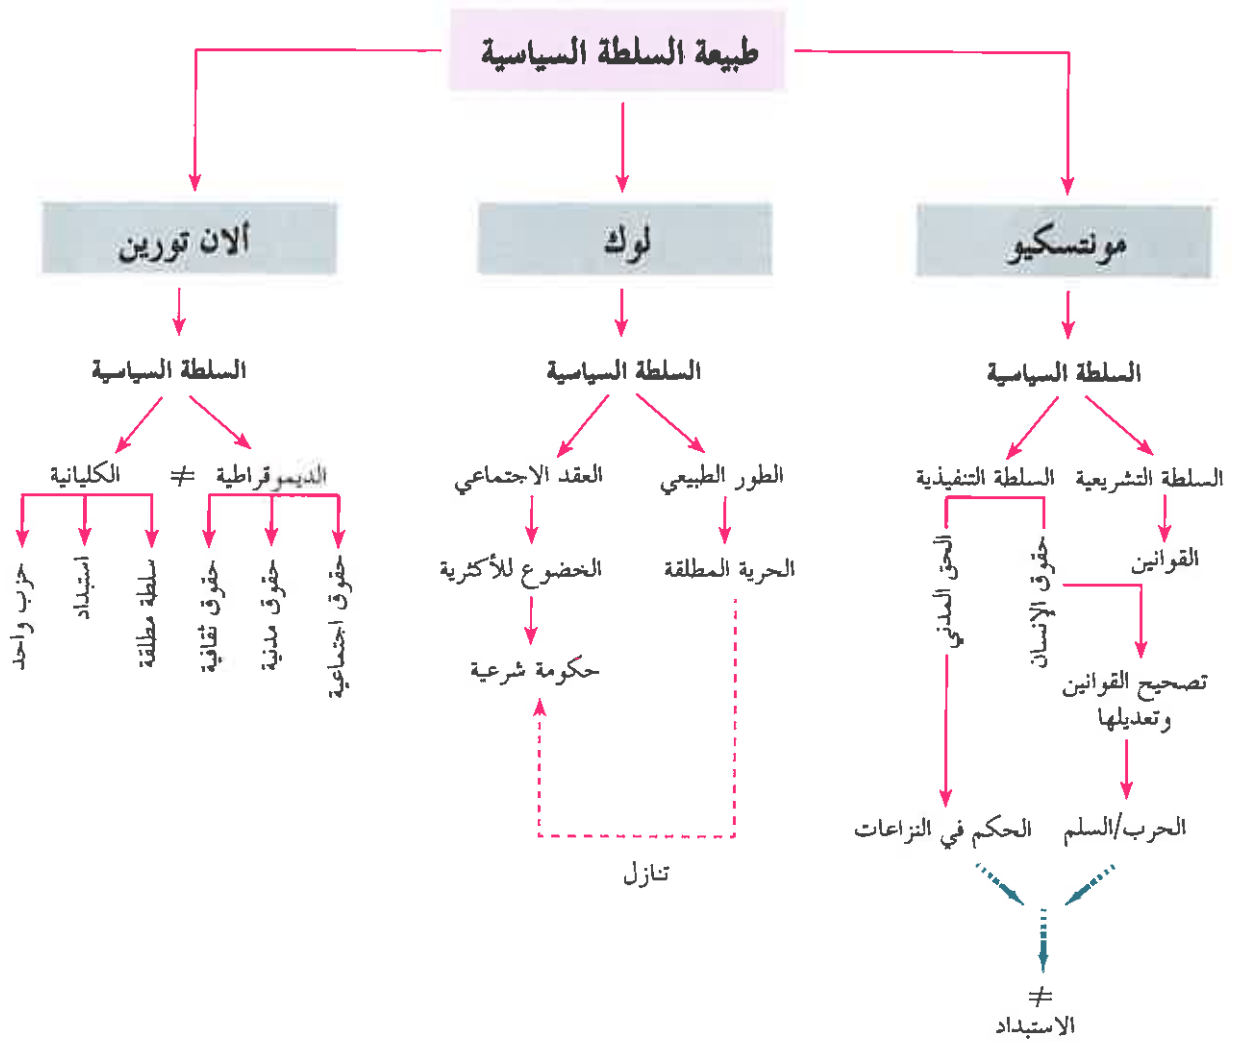 طبيعة السلطة السياسية
مونتسكيو
لوك
ألان تورين
السلطة السياسية
السلطة السياسية
السلطة السياسية
السلطة التشريعية
السلطة التنفيذية
الطور الطبيعي
العقد الاجتماعي
الديموقراطية
≠
الكليانية
القوانين
حقوق الإنسان
الحق المدني
الحرية المطلقة
الخضوع للأكثرية
حقوق اجتماعية
حقوق مدنية
حقوق ثقافية
سلطة مطلقة
استبداد
حزب واحد
تصحيح القوانين
وتعديلها
حكومة شرعية
الحرب/السلم
الحكم في النزاعات
تنازل
≠
الاستبداد